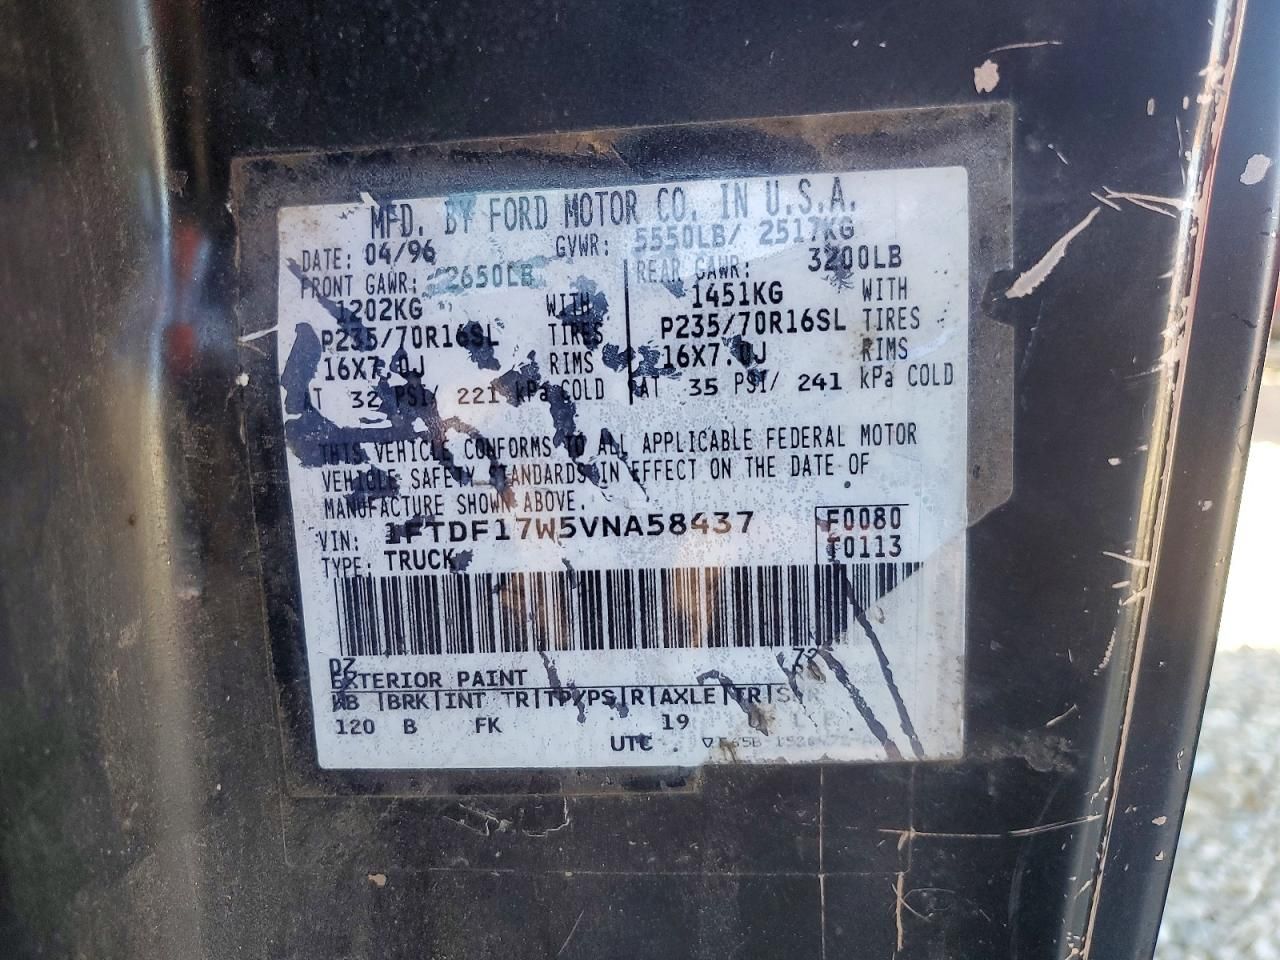 MFD. BY FORD MOTOR CO. IN U.S.A.
DATE: 04/96 GVWR: 5550LB/ 2517KG
FRONT GAWR: 2650LB REAR GAWR: 3200LB
1202KG WITH 1451KG WITH
P235/70R16SL TIRES P235/70R16SL TIRES
16X7.0J RIMS 16X7.0J RIMS
AT 32 PSI/ 221 kPa COLD AT 35 PSI/ 241 kPa COLD
THIS VEHICLE CONFORMS TO ALL APPLICABLE FEDERAL MOTOR
VEHICLE SAFETY STANDARDS IN EFFECT ON THE DATE OF
MANUFACTURE SHOWN ABOVE.
VIN: 1FTDF17W5VNA58437 F0080
TYPE: TRUCK T0113
72
DZ
EXTERIOR PAINT
WB |BRK|INT TR|TP/PS|R|AXLE|TR|S
120 B FK 19
UTC